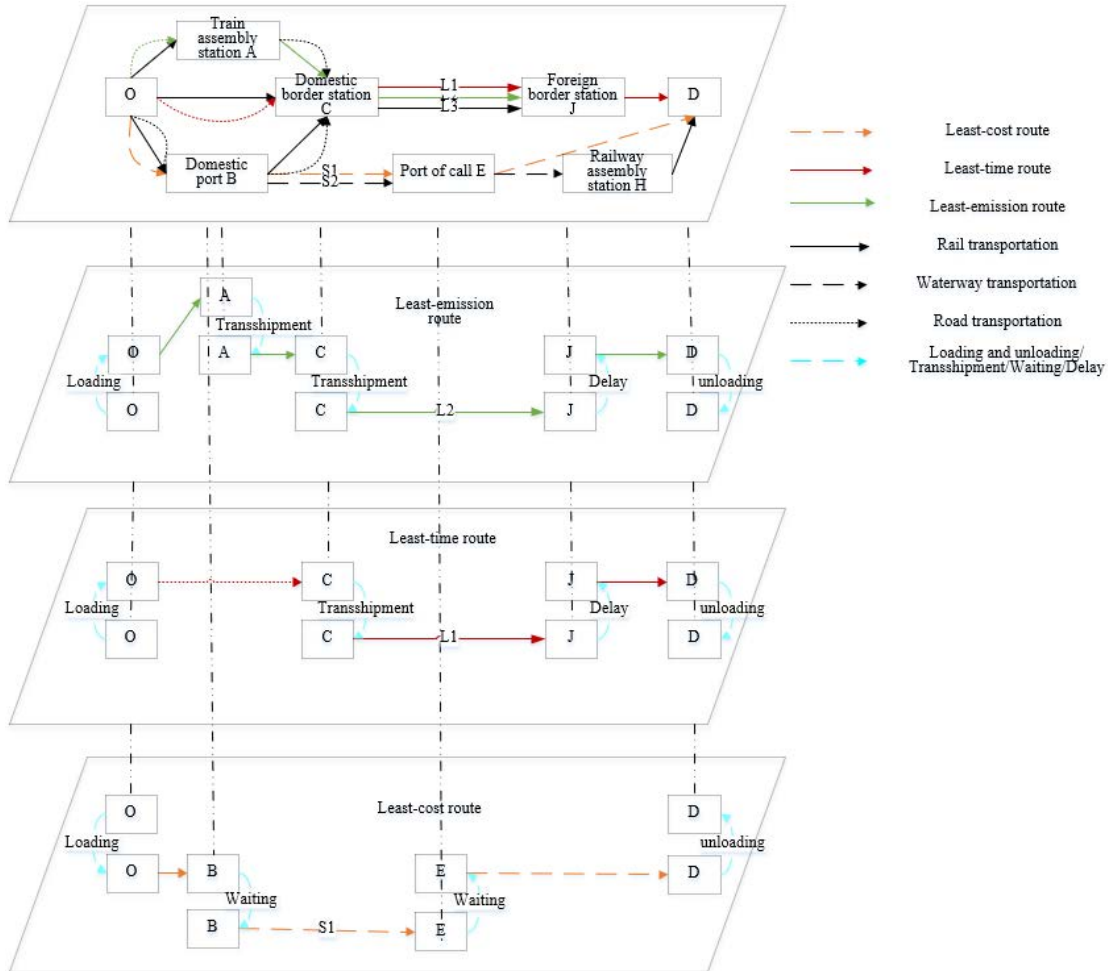 Train
assembly
station A
O
Domestic
border station
C
L1
L2
L3
Foreign
border station
J
D
Domestic
port B
S1
S2
Port of call E
Railway
assembly
station H
Least-cost route
Least-time route
Least-emission route
Rail transportation
Waterway transportation
Road transportation
Loading and unloading/
Transshipment/Waiting/Delay
A
Least-emission
route
Transshipment
O
A
C
J
D
Loading
Transshipment
Delay
unloading
O
C
L2
J
D
Least-time route
O
C
J
D
Loading
Transshipment
Delay
unloading
O
C
L1
J
D
Least-cost route
O
D
Loading
unloading
O
B
E
D
Waiting
Waiting
B
S1
E